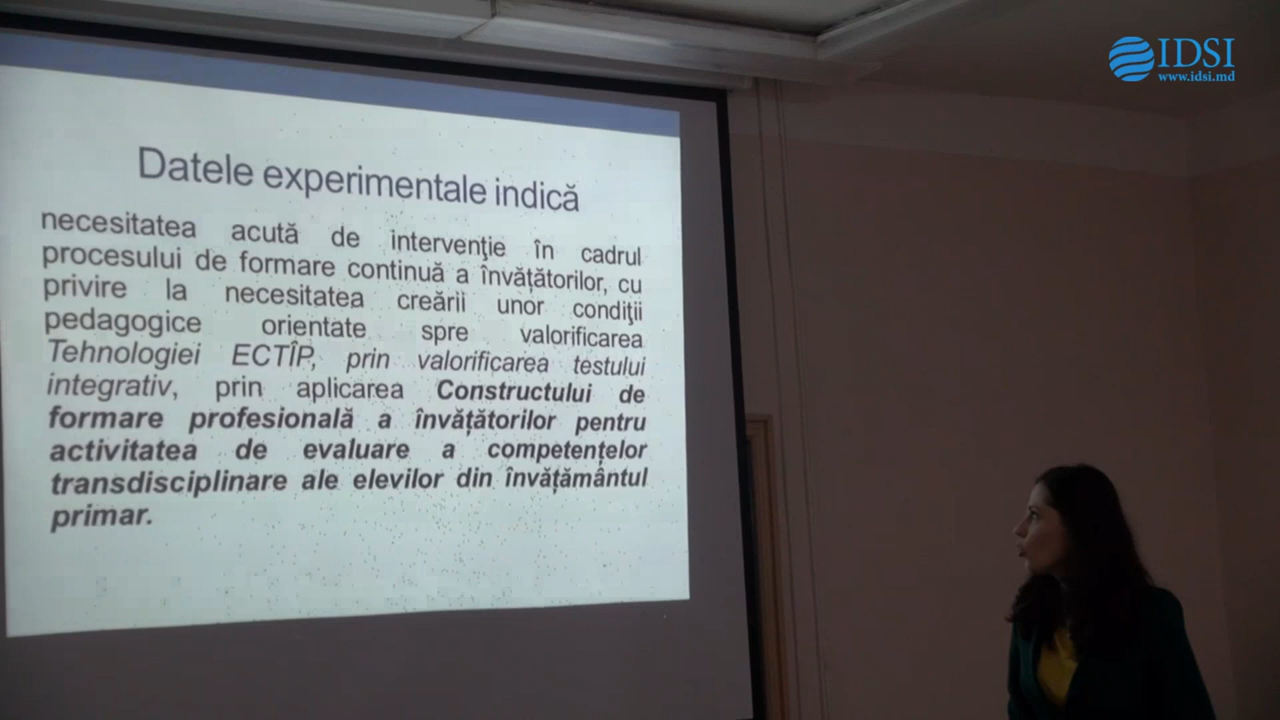 IDSI
www.idsi.md
Datele experimentale indică
necesitatea acută de intervenţie în cadrul
procesului de formare continuă a învățătorilor, cu
privire la necesitatea creării unor condiţii
pedagogice orientate spre valorificarea
Tehnologiei ECTÎP, prin valorificarea testului
integrativ, prin aplicarea Constructului de
formare profesională a învățătorilor pentru
activitatea de evaluare a competențelor
transdisciplinare ale elevilor din învățământul
primar.